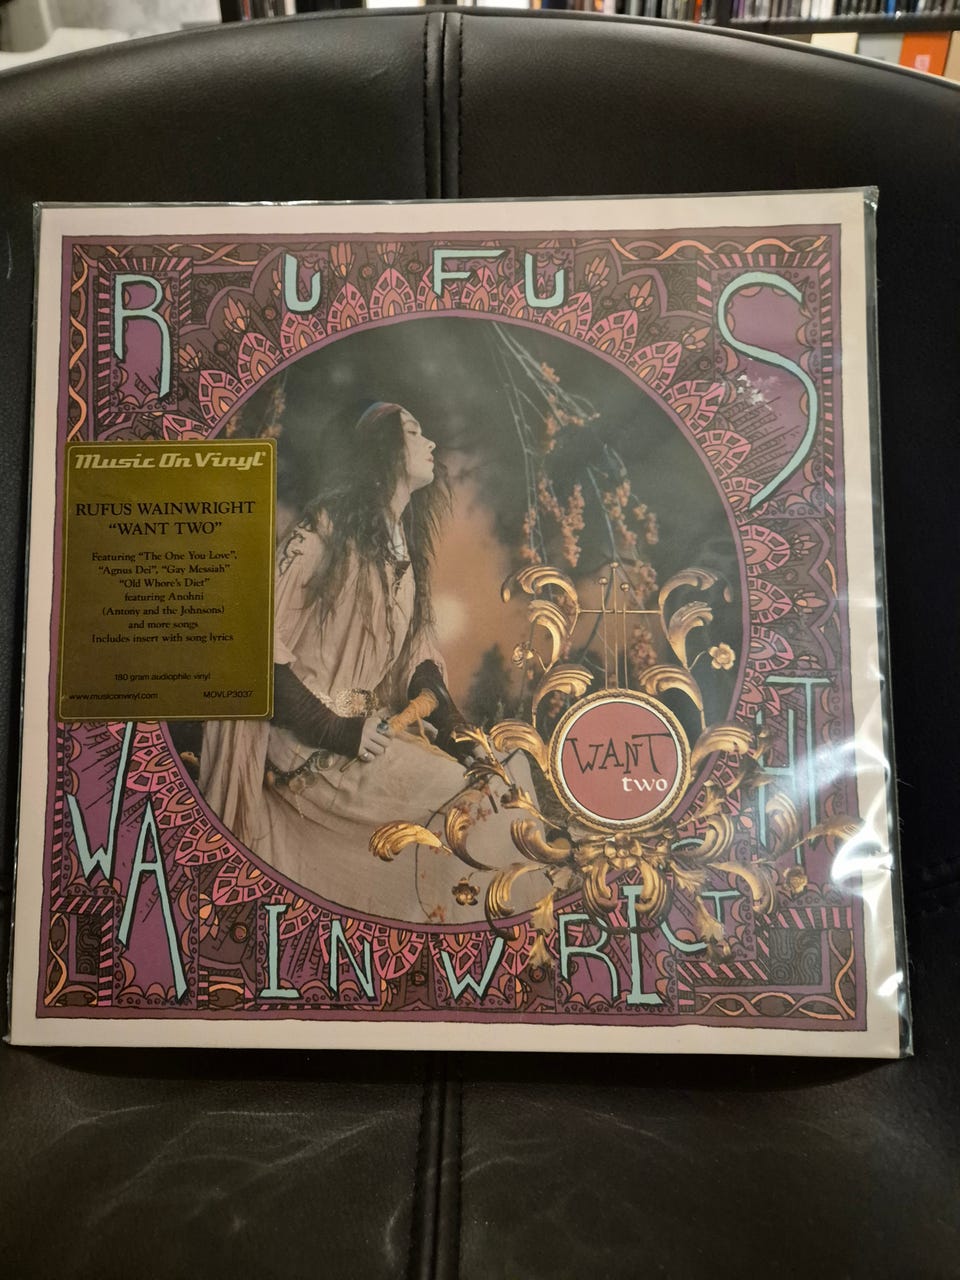 RUFUS
Music On Vinyl®
RUFUS WAINWRIGHT
"WANT TWO"
Featuring "The One You Love",
"Agnus Dei", "Gay Messiah"
"Old Whore's Diet"
featuring Anohni
(Antony and the Johnsons)
and more songs
Includes insert with song lyrics
180 gram audiophile vinyl
www.musiconvinyl.com MOVLP3037
WANT
two
WAINWRIGHT